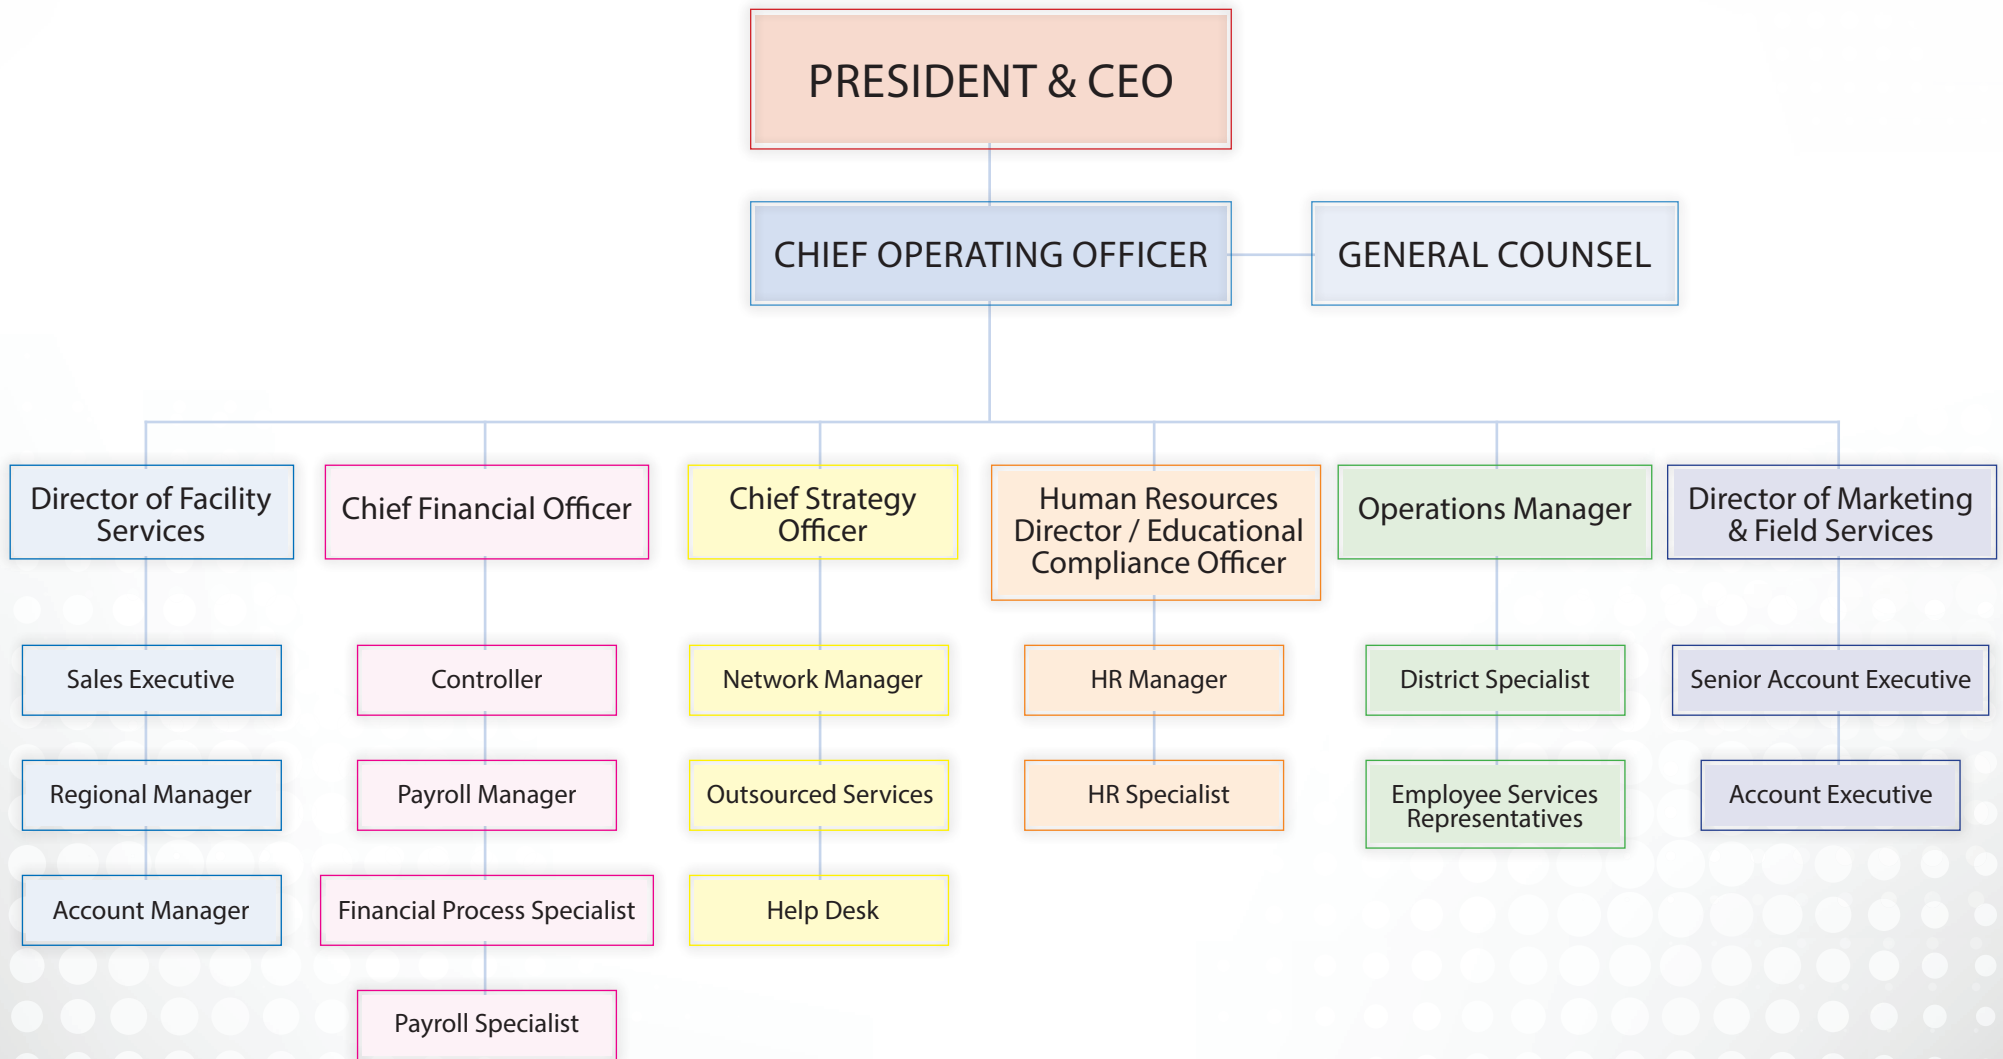 PRESIDENT & CEO
CHIEF OPERATING OFFICER
GENERAL COUNSEL
Director of Facility
Services
Chief Financial Officer
Chief Strategy
Officer
Human Resources
Director / Educational
Compliance Officer
Operations Manager
Director of Marketing
& Field Services
Sales Executive
Controller
Network Manager
HR Manager
District Specialist
Senior Account Executive
Regional Manager
Payroll Manager
Outsourced Services
HR Specialist
Employee Services
Representatives
Account Executive
Account Manager
Financial Process Specialist
Help Desk
Payroll Specialist